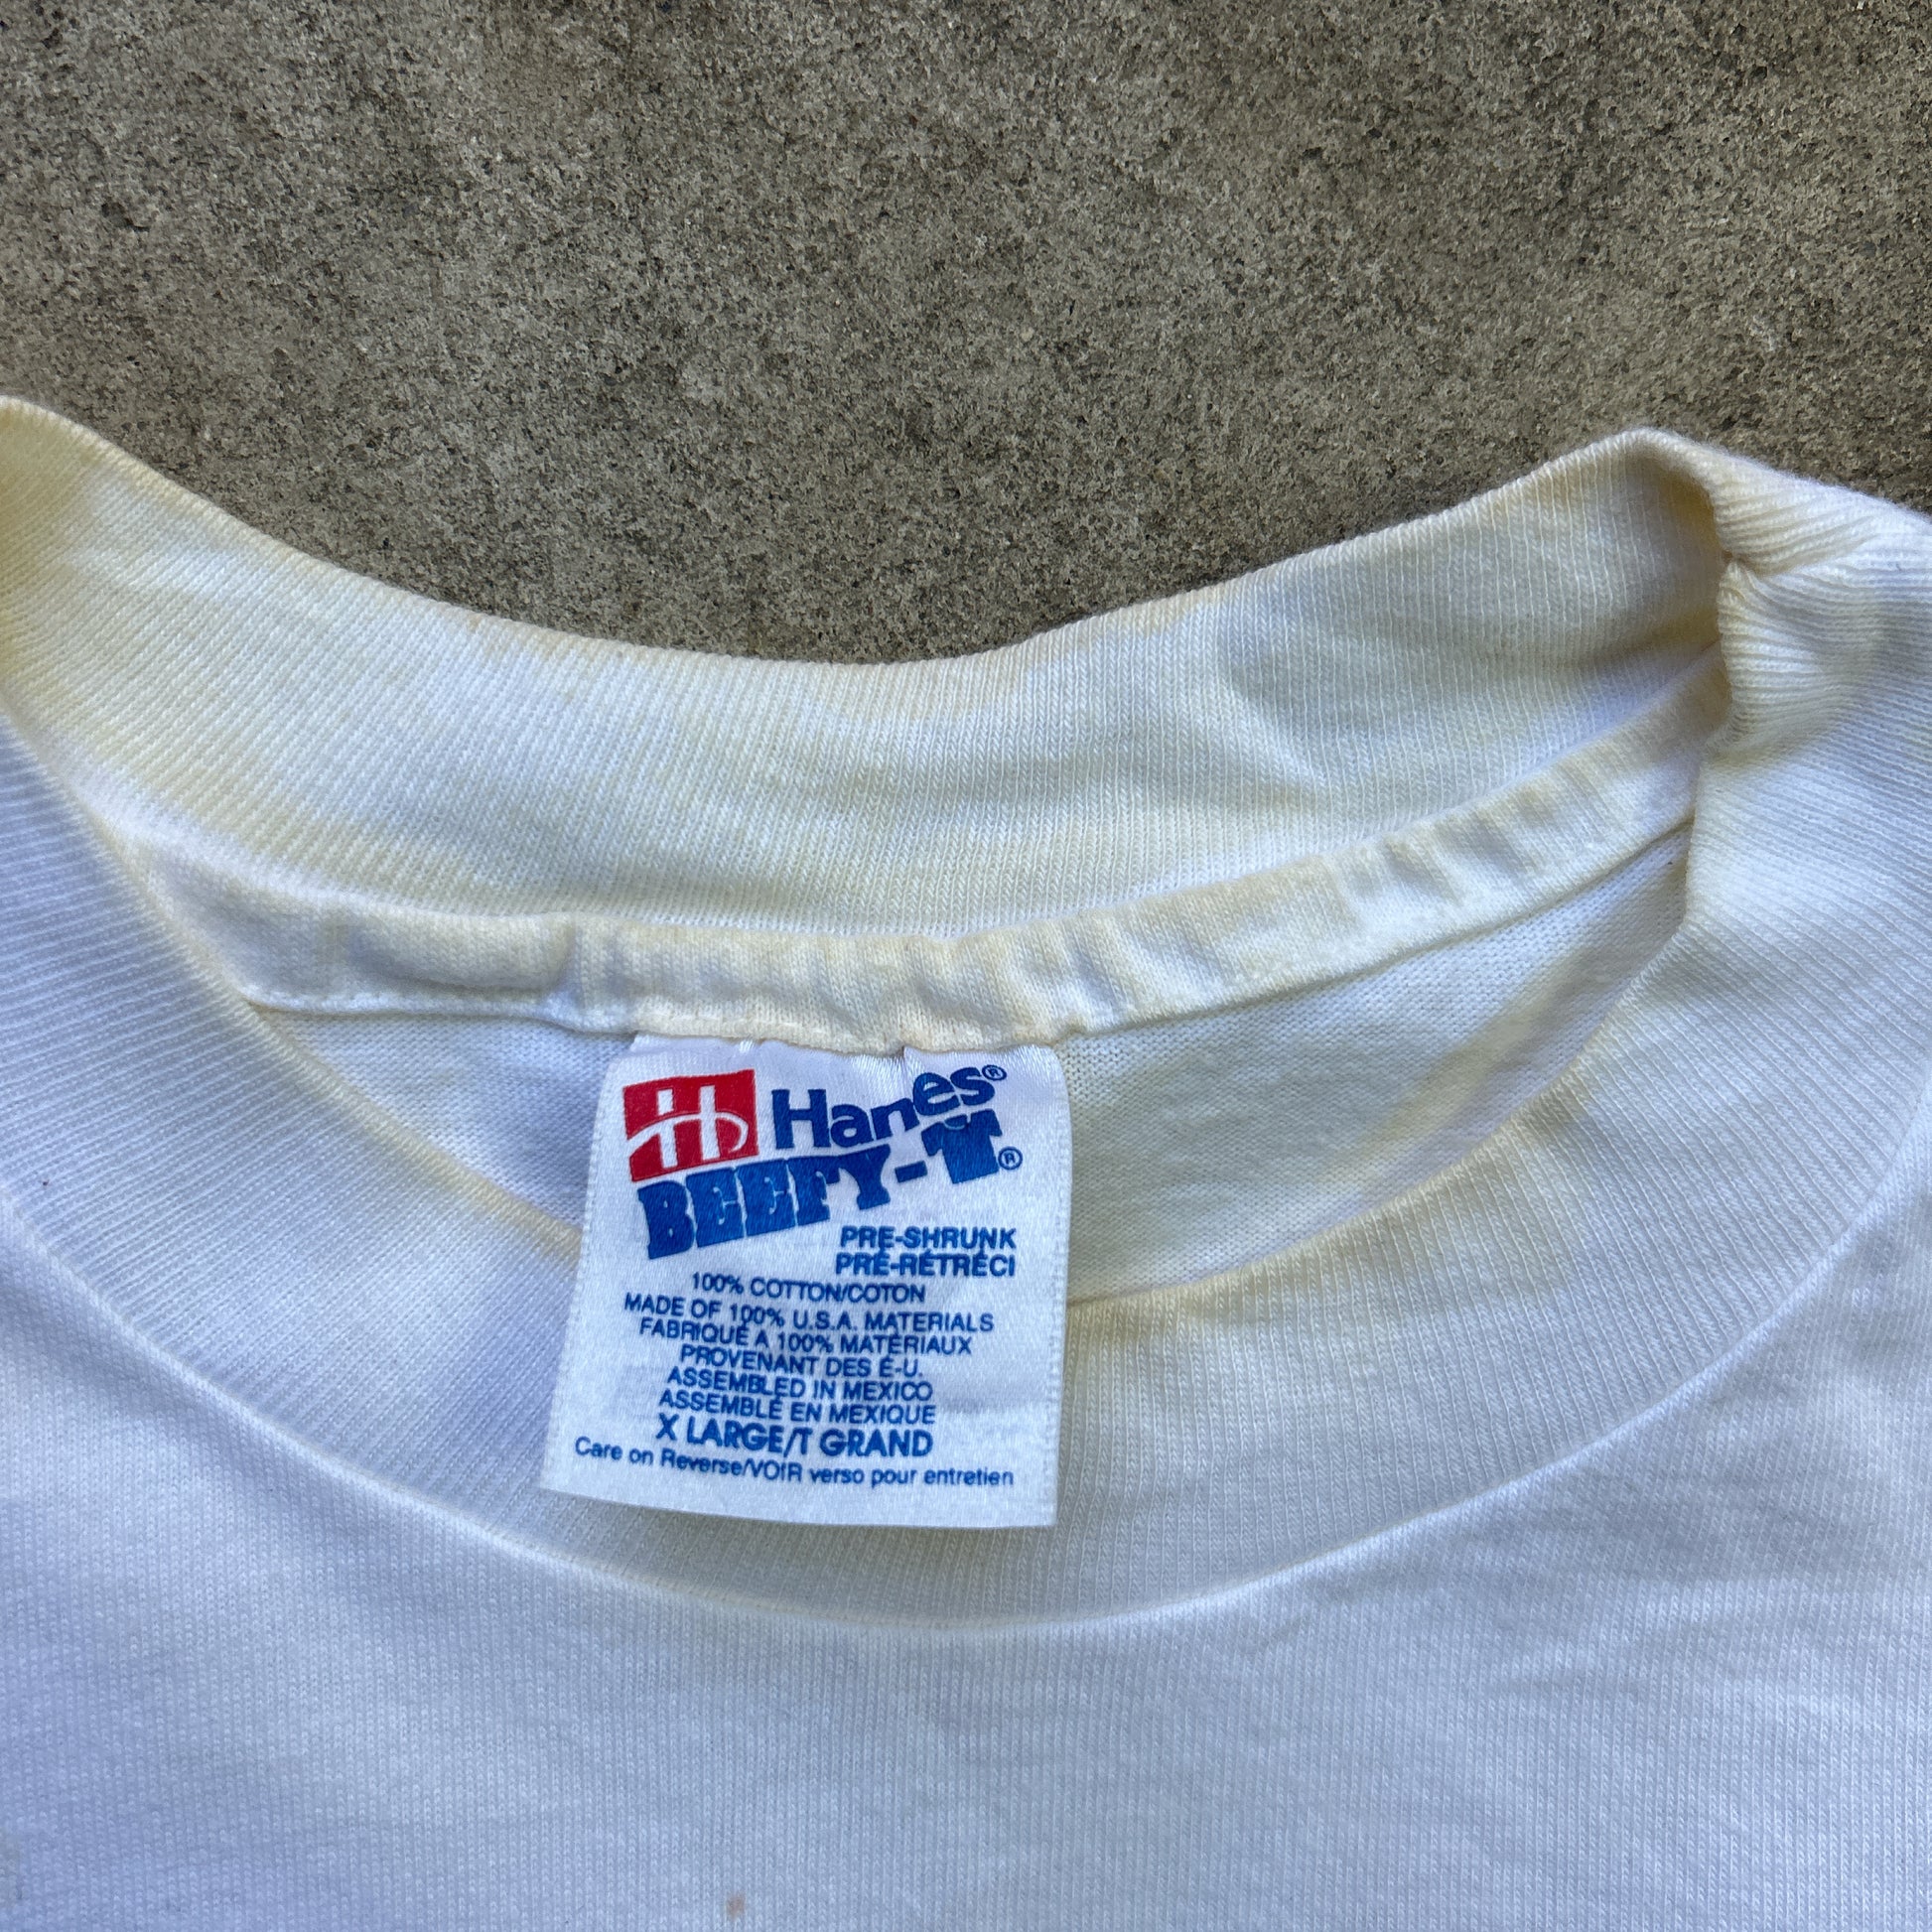 Hanes®
BEEFY-T®
PRE-SHRUNK
PRÉ-RÉTRÉCI
100% COTTON/COTON
MADE OF 100% U.S.A. MATERIALS
FABRIQUÉ A 100% MATERIAUX
PROVENANT DES É-U.
ASSEMBLED IN MEXICO
ASSEMBLÉ EN MEXIQUE
X LARGE/T GRAND
Care on Reverse/VOIR verso pour entretien